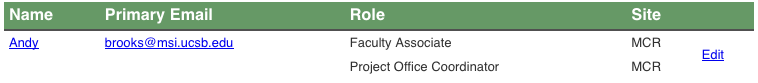 Name Primary Email Role Site
Andy brooks@msi.ucsb.edu Faculty Associate MCR
Edit
Project Office Coordinator MCR